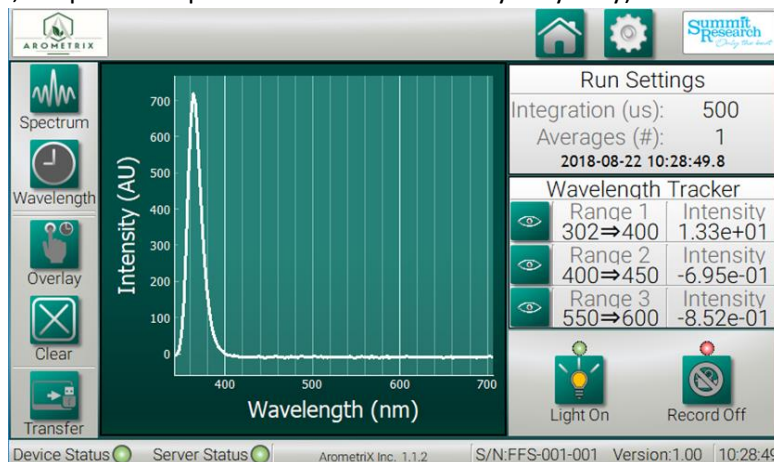 AROMETRIX
Summit
Research
Only the best
Spectrum
Wavelength
Overlay
Clear
Transfer
Intensity (AU)
700
600
500
400
300
200
100
0
400
500
600
700
Wavelength (nm)
Run Settings
Integration (us): 500
Averages (#): 1
2018-08-22 10:28:49.8
Wavelength Tracker
Range 1 Intensity
302⇒400 1.33e+01
Range 2 Intensity
400⇒450 -6.95e-01
Range 3 Intensity
550⇒600 -8.52e-01
Light On
Record Off
Device Status Server Status ArometriX Inc. 1.1.2 S/N:FFS-001-001 Version:1.00 10:28:49